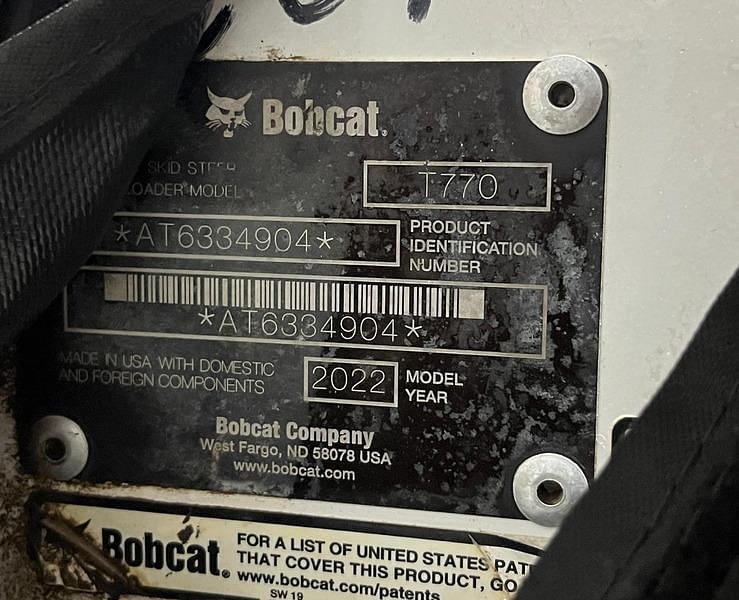 Bobcat.
SKID STEER
LOADER MODEL
T770
*AT6334904*
PRODUCT
IDENTIFICATION
NUMBER
*AT6334904*
MADE IN USA WITH DOMESTIC
AND FOREIGN COMPONENTS
2022
MODEL
YEAR
Bobcat Company
West Fargo, ND 58078 USA
www.bobcat.com
Bobcat.
FOR A LIST OF UNITED STATES PAT
THAT COVER THIS PRODUCT, GO
www.bobcat.com/patents
SW 19